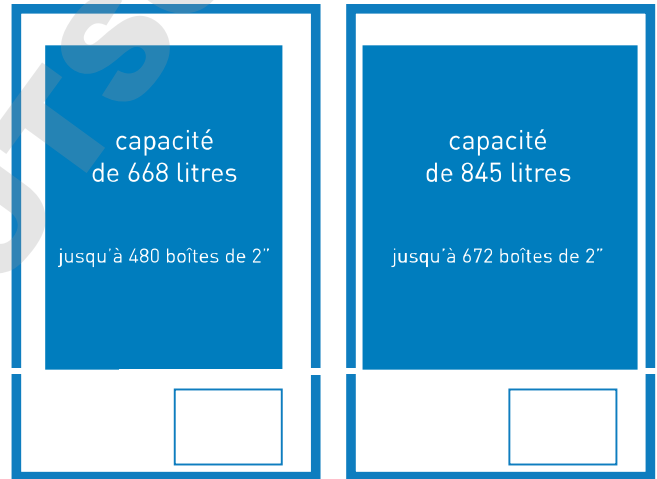 capacité
de 668 litres
jusqu'à 480 boîtes de 2”
capacité
de 845 litres
jusqu'à 672 boîtes de 2”